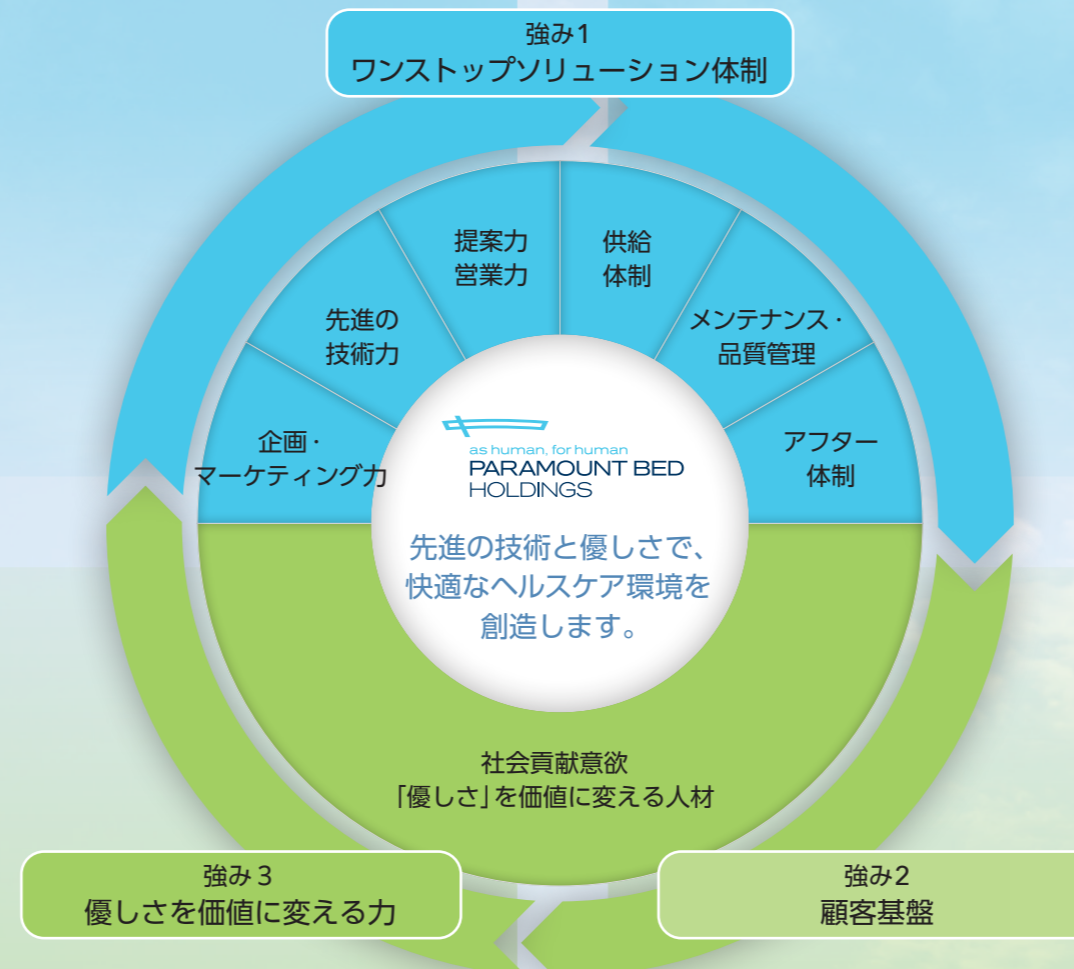 強み1
ワンストップソリューション体制
提案力
営業力
供給
体制
先進の
技術力
メンテナンス・
品質管理
企画・
マーケティング力
アフター
体制
as human, for human
PARAMOUNT BED
HOLDINGS
先進の技術と優しさで、
快適なヘルスケア環境を
創造します。
社会貢献意欲
「優しさ」を価値に変える人材
強み3
優しさを価値に変える力
強み2
顧客基盤